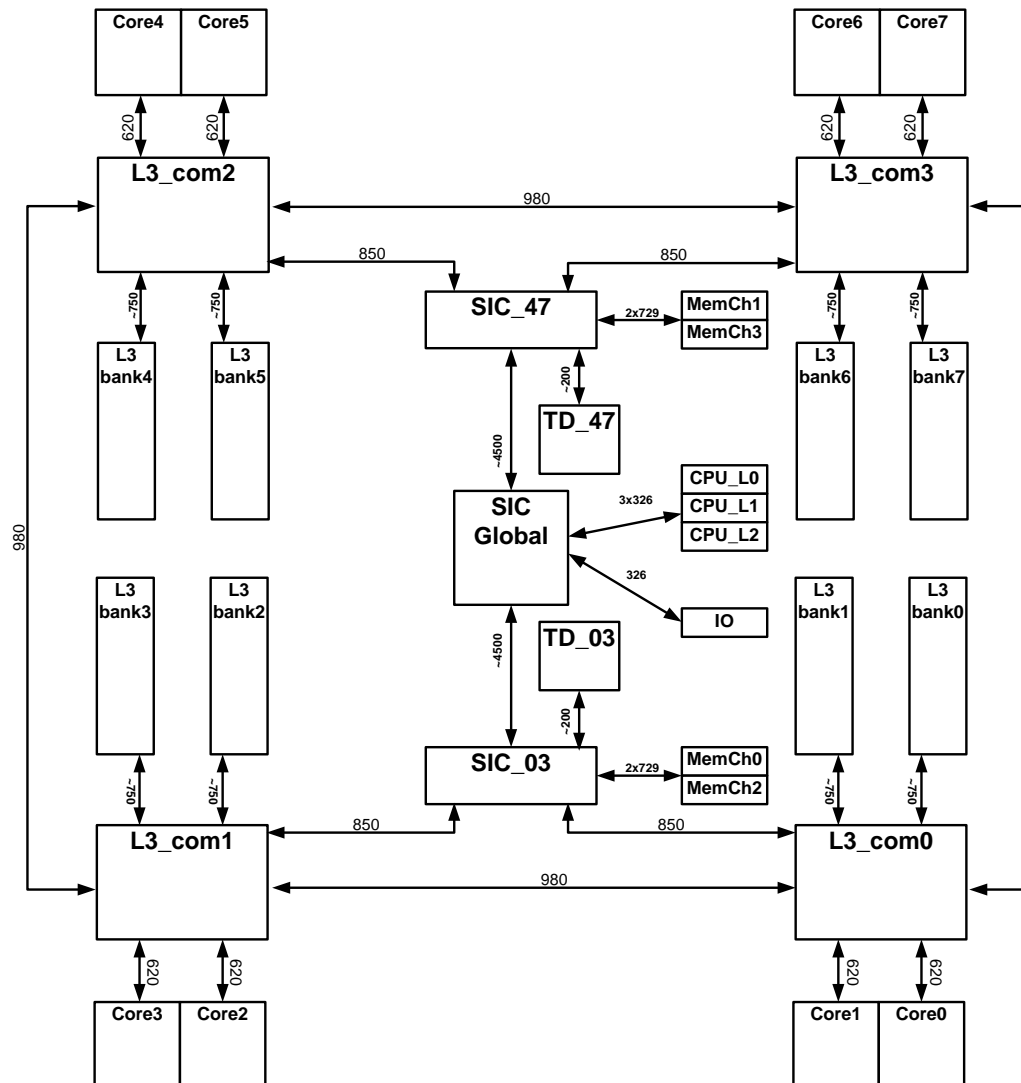 Core4 Core5
Core6 Core7
620 620
620 620
L3_com2
L3_com3
980
850
850
~750 ~750
~750 ~750
SIC_47
2x729
MemCh1
MemCh3
L3
bank4
L3
bank5
L3
bank6
L3
bank7
~200
TD_47
~4500
SIC
Global
3x326
CPU_L0
CPU_L1
CPU_L2
980
326
IO
L3
bank3
L3
bank2
L3
bank1
L3
bank0
TD_03
~4500
~200
SIC_03
2x729
MemCh0
MemCh2
~750 ~750
~750 ~750
L3_com1
850
850
L3_com0
980
620 620
620 620
Core3 Core2
Core1 Core0